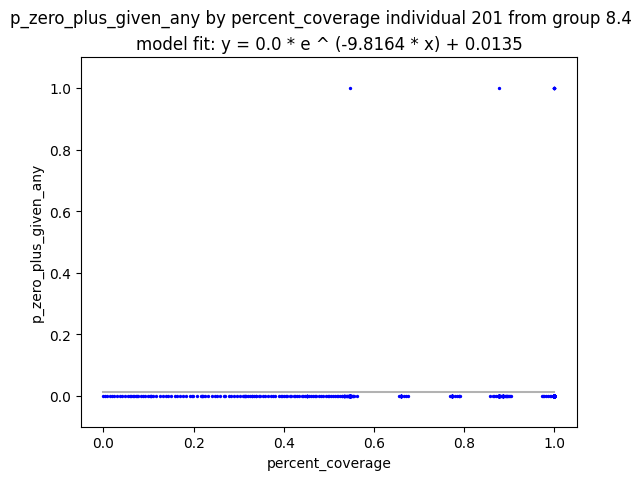 p_zero_plus_given_any by percent_coverage individual 201 from group 8.4
model fit: y = 0.0 * e ^ (-9.8164 * x) + 0.0135
1.0
0.8
0.6
0.4
0.2
0.0
p_zero_plus_given_any
0.0 0.2 0.4 0.6 0.8 1.0
percent_coverage